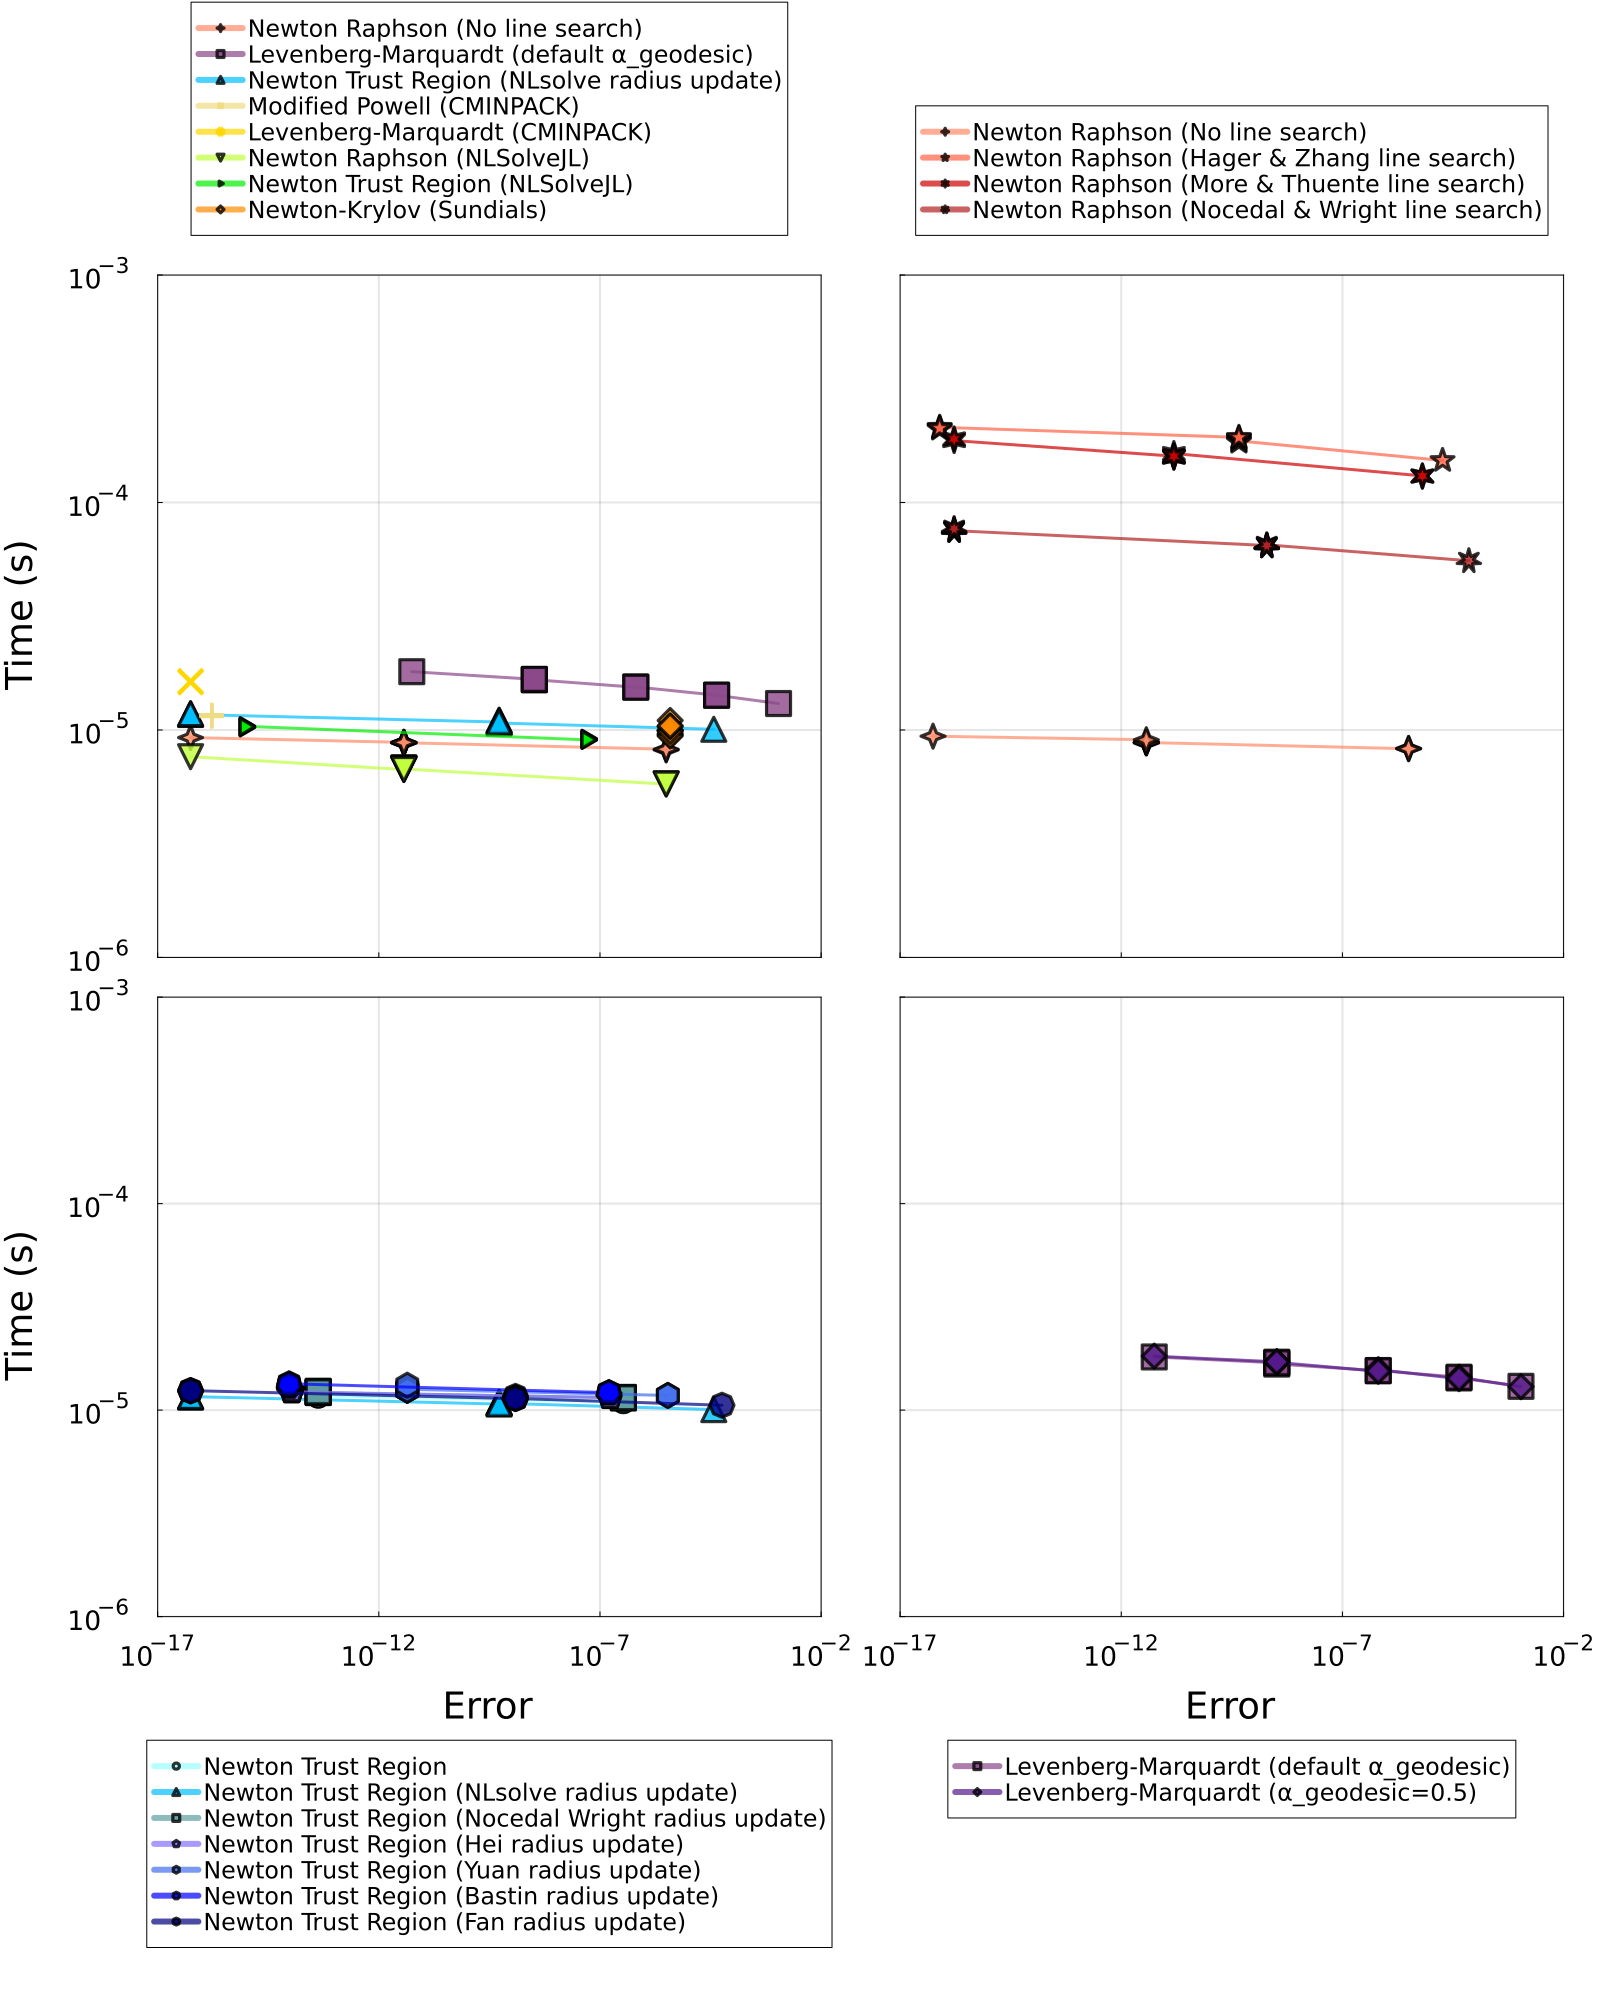 Newton Raphson (No line search)
Levenberg-Marquardt (default α_geodesic)
Newton Trust Region (NLsolve radius update)
Modified Powell (CMINPACK)
Levenberg-Marquardt (CMINPACK)
Newton Raphson (NLSolveJL)
Newton Trust Region (NLSolveJL)
Newton-Krylov (Sundials)
Newton Raphson (No line search)
Newton Raphson (Hager & Zhang line search)
Newton Raphson (More & Thuente line search)
Newton Raphson (Nocedal & Wright line search)
10⁻³
10⁻⁴
10⁻⁵
10⁻⁶
Time (s)
10⁻³
10⁻⁴
10⁻⁵
10⁻⁶
Time (s)
10⁻¹⁷ 10⁻¹² 10⁻⁷ 10⁻²
Error
10⁻¹⁷ 10⁻¹² 10⁻⁷ 10⁻²
Error
Newton Trust Region
Newton Trust Region (NLsolve radius update)
Newton Trust Region (Nocedal Wright radius update)
Newton Trust Region (Hei radius update)
Newton Trust Region (Yuan radius update)
Newton Trust Region (Bastin radius update)
Newton Trust Region (Fan radius update)
Levenberg-Marquardt (default α_geodesic)
Levenberg-Marquardt (α_geodesic=0.5)